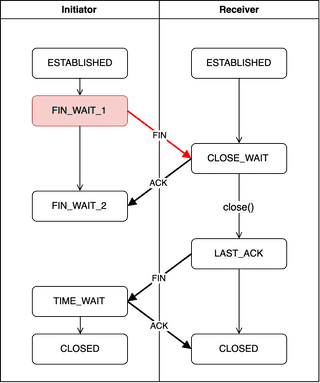 Initiator Receiver
ESTABLISHED ESTABLISHED
FIN_WAIT_1
FIN
CLOSE_WAIT
ACK
FIN_WAIT_2 close()
LAST_ACK
FIN
TIME_WAIT
ACK
CLOSED CLOSED